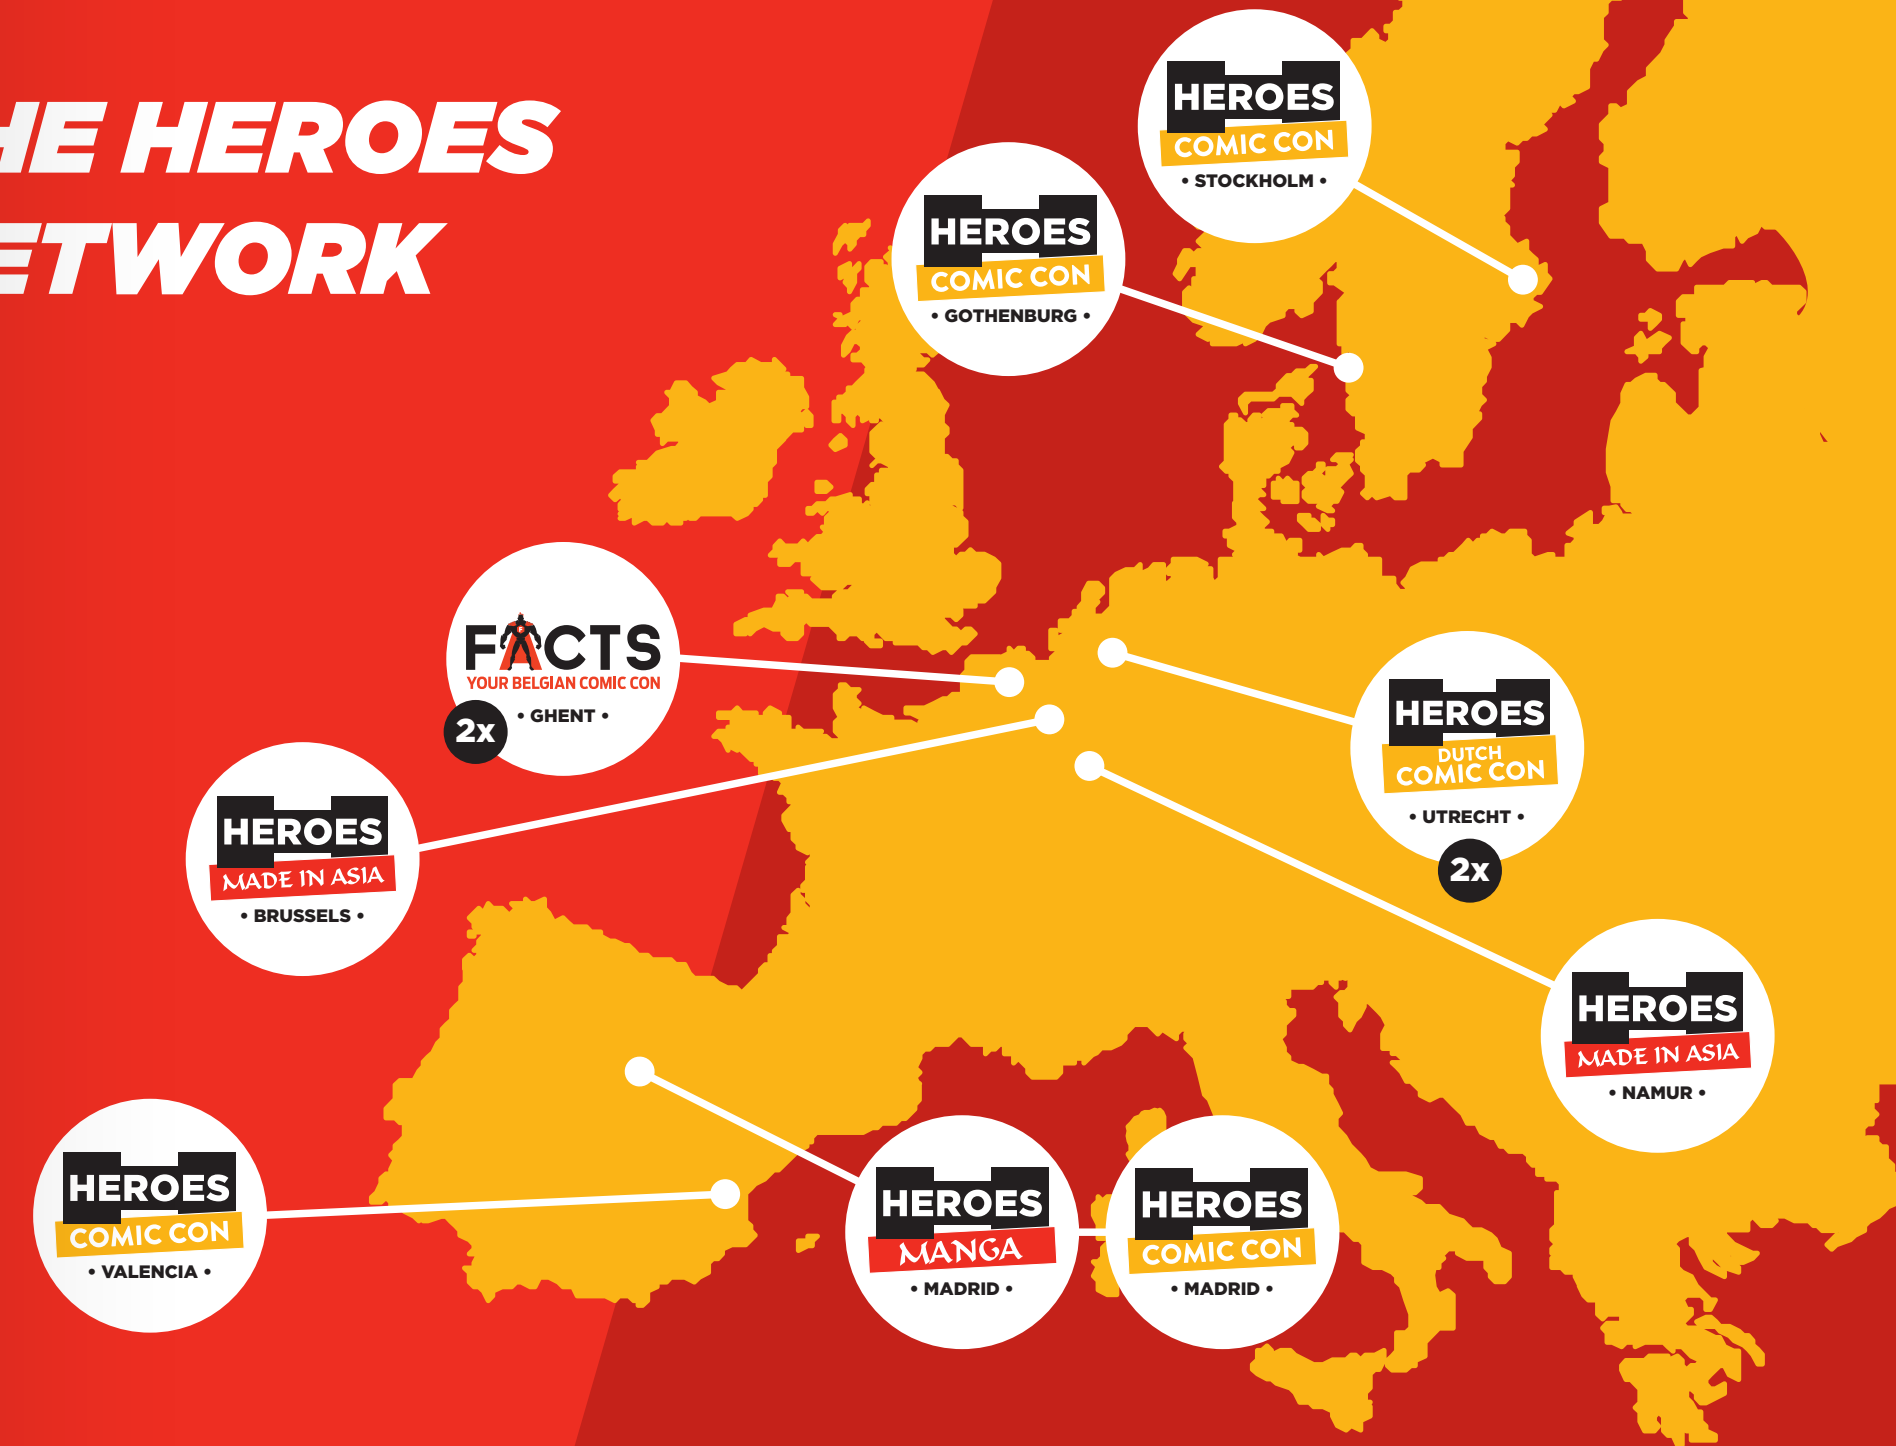 HE HEROES
ETWORK
HEROES
COMIC CON
• STOCKHOLM •
HEROES
COMIC CON
• GOTHENBURG •
FACTS
YOUR BELGIAN COMIC CON
• GHENT •
2x
HEROES
DUTCH
COMIC CON
• UTRECHT •
2x
HEROES
MADE IN ASIA
• BRUSSELS •
HEROES
MADE IN ASIA
• NAMUR •
HEROES
COMIC CON
• VALENCIA •
HEROES
MANGA
• MADRID •
HEROES
COMIC CON
• MADRID •